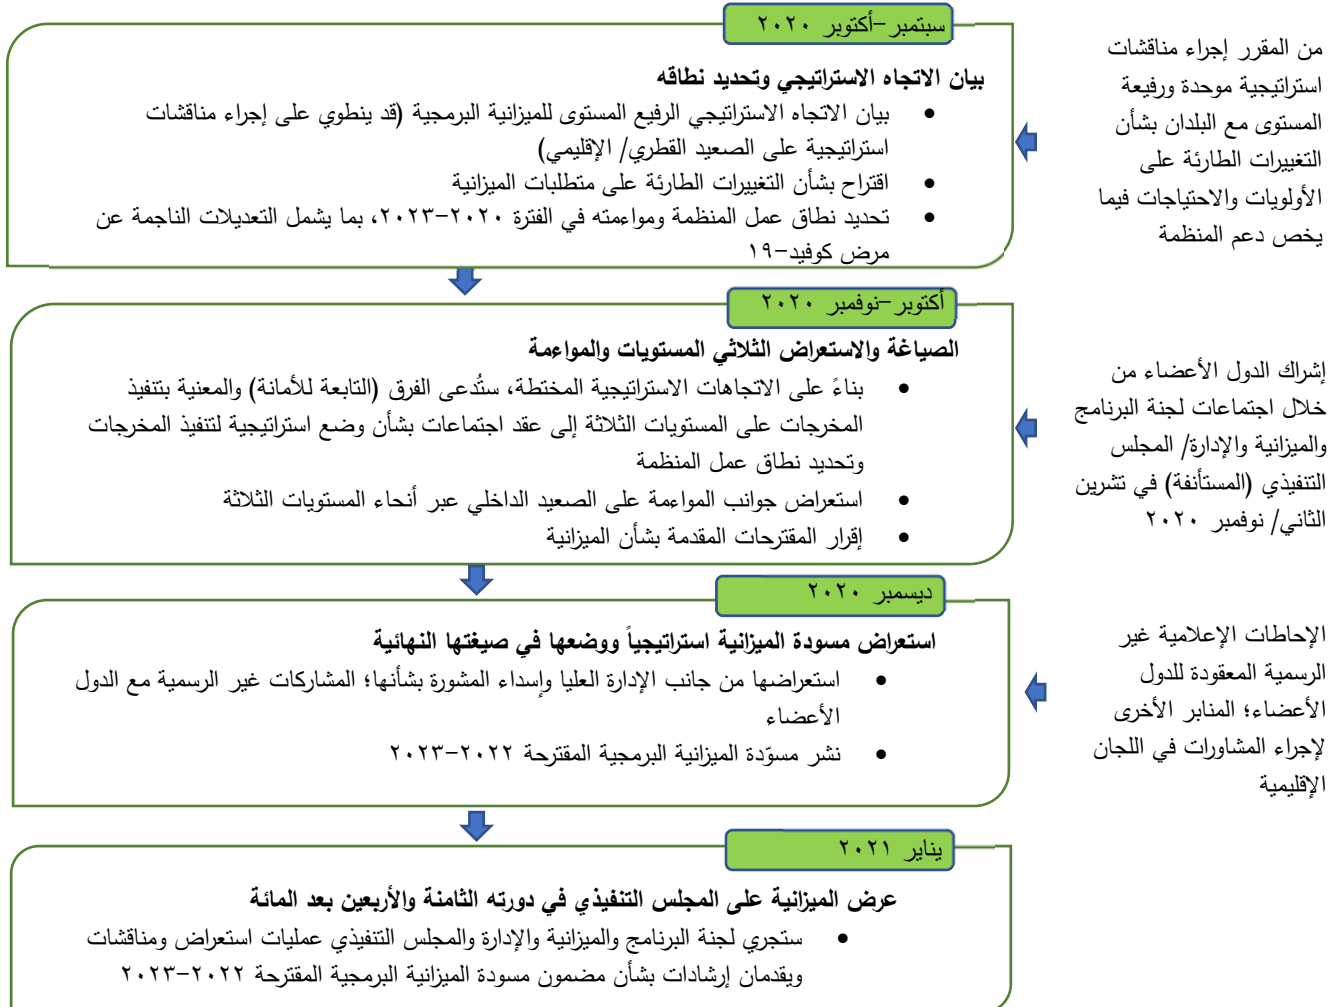 سبتمبر-أكتوبر ٢٠٢٠
بيان الاتجاه الاستراتيجي وتحديد نطاقه
• بيان الاتجاه الاستراتيجي الرفيع المستوى للميزانية البرمجية (قد ينطوي على إجراء مناقشات
استراتيجية على الصعيد القطري/ الإقليمي)
• اقتراح بشأن التغييرات الطارئة على متطلبات الميزانية
• تحديد نطاق عمل المنظمة ومواءمته في الفترة ٢٠٢٠-٢٠٢٣، بما يشمل التعديلات الناجمة عن
مرض كوفيد-١٩
من المقرر إجراء مناقشات
استراتيجية موحدة ورفيعة
المستوى مع البلدان بشأن
التغييرات الطارئة على
الأولويات والاحتياجات فيما
يخص دعم المنظمة
أكتوبر-نوفمبر ٢٠٢٠
الصياغة والاستعراض الثلاثي المستويات والمواءمة
• بناءً على الاتجاهات الاستراتيجية المختطة، ستُدعى الفرق (التابعة للأمانة) والمعنية بتنفيذ
المخرجات على المستويات الثلاثة إلى عقد اجتماعات بشأن وضع استراتيجية لتنفيذ المخرجات
وتحديد نطاق عمل المنظمة
• استعراض جوانب المواءمة على الصعيد الداخلي عبر أنحاء المستويات الثلاثة
• إقرار المقترحات المقدمة بشأن الميزانية
إشراك الدول الأعضاء من
خلال اجتماعات لجنة البرنامج
والميزانية والإدارة/ المجلس
التنفيذي (المستأنفة) في تشرين
الثاني/ نوفمبر ٢٠٢٠
ديسمبر ٢٠٢٠
استعراض مسودة الميزانية استراتيجياً ووضعها في صيغتها النهائية
• استعراضها من جانب الإدارة العليا وإسداء المشورة بشأنها؛ المشاركات غير الرسمية مع الدول
الأعضاء
• نشر مسوّدة الميزانية البرمجية المقترحة ٢٠٢٢-٢٠٢٣
الإحاطات الإعلامية غير
الرسمية المعقودة للدول
الأعضاء؛ المنابر الأخرى
لإجراء المشاورات في اللجان
الإقليمية
يناير ٢٠٢١
عرض الميزانية على المجلس التنفيذي في دورته الثامنة والأربعين بعد المائة
• ستجري لجنة البرنامج والميزانية والإدارة والمجلس التنفيذي عمليات استعراض ومناقشات
ويقدمان إرشادات بشأن مضمون مسودة الميزانية البرمجية المقترحة ٢٠٢٢-٢٠٢٣